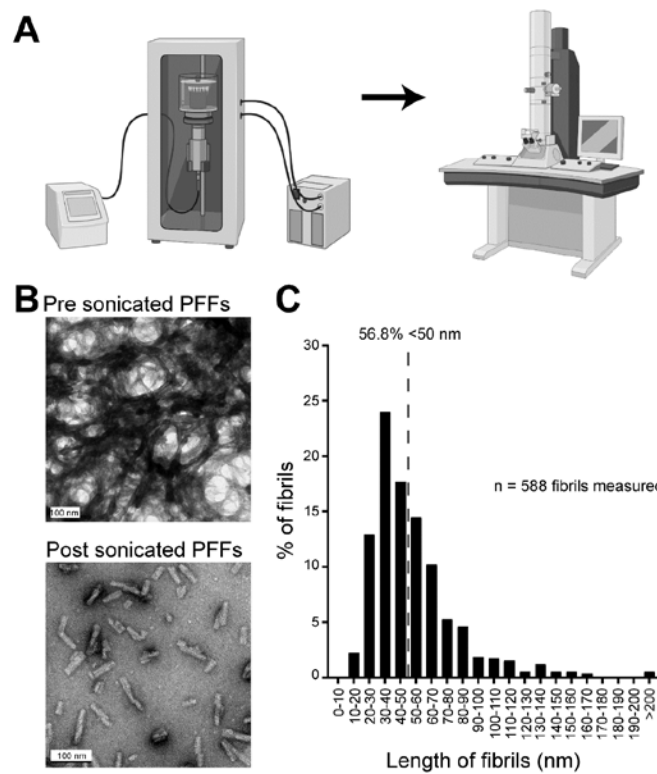 A
B
Pre sonicated PFFs
100 nm
Post sonicated PFFs
100 nm
C
56.8% <50 nm
n = 588 fibrils measured
% of fibrils
30
25
20
15
10
5
0
0-10
10-20
20-30
30-40
40-50
50-60
60-70
70-80
80-90
90-100
100-110
110-120
120-130
130-140
140-150
150-160
160-170
170-180
180-190
190-200
>200
Length of fibrils (nm)